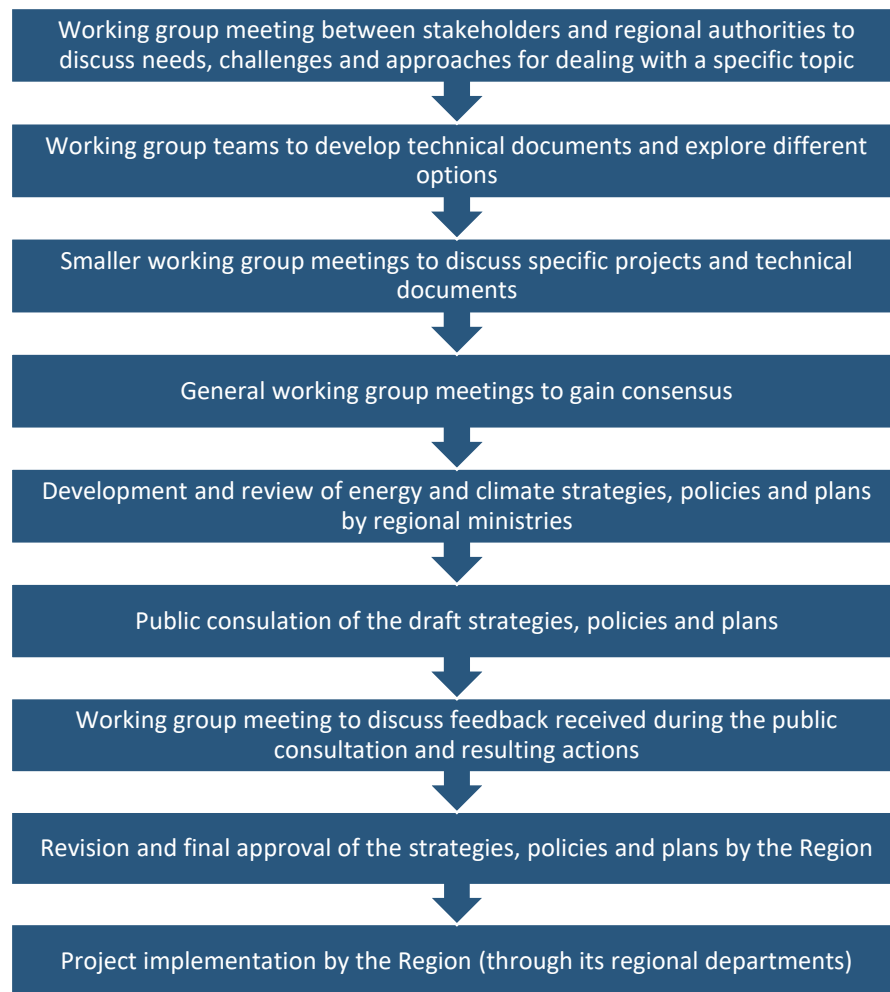 Working group meeting between stakeholders and regional authorities to
discuss needs, challenges and approaches for dealing with a specific topic
Working group teams to develop technical documents and explore different
options
Smaller working group meetings to discuss specific projects and technical
documents
General working group meetings to gain consensus
Development and review of energy and climate strategies, policies and plans
by regional ministries
Public consulation of the draft strategies, policies and plans
Working group meeting to discuss feedback received during the public
consultation and resulting actions
Revision and final approval of the strategies, policies and plans by the Region
Project implementation by the Region (through its regional departments)